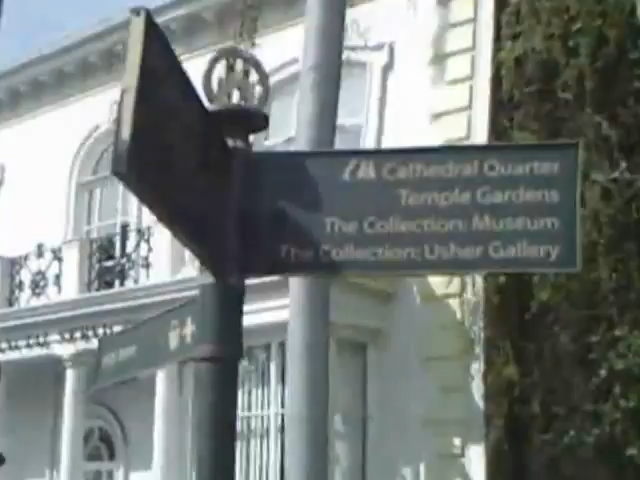 Cathedral Quarter
Temple Gardens
The Collection: Museum
The Collection: Usher Gallery